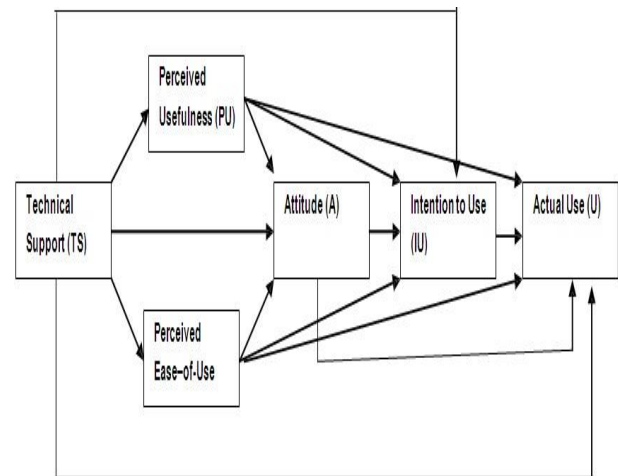 Perceived
Usefulness (PU)
Technical
Support (TS)
Attitude (A)
Intention to Use
(IU)
Actual Use (U)
Perceived
Ease-of-Use